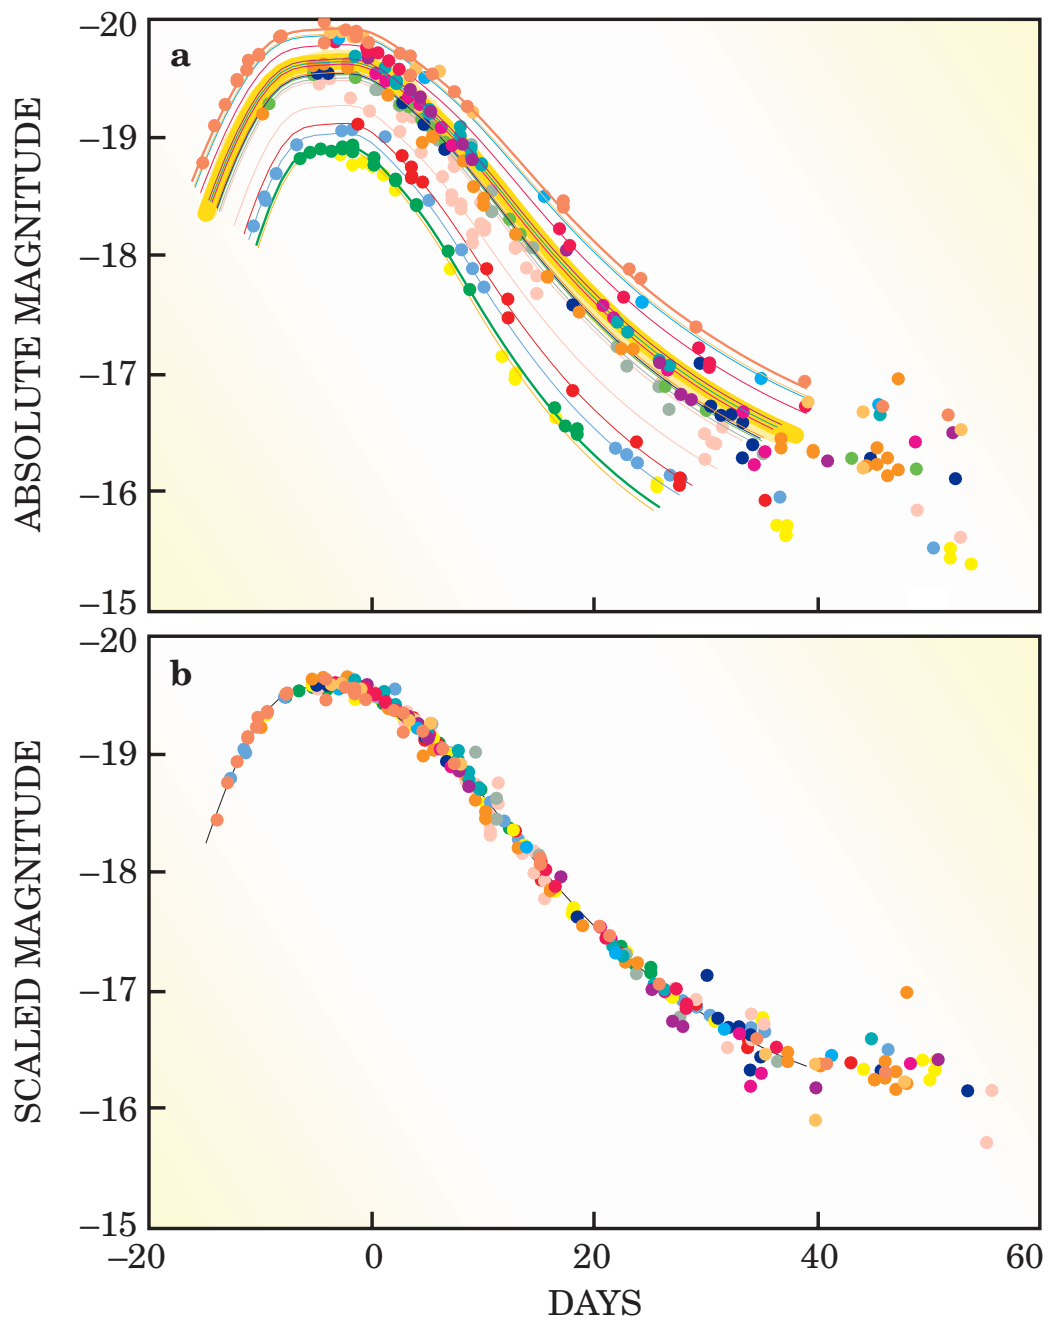 a
ABSOLUTE MAGNITUDE
–20
–19
–18
–17
–16
–15
b
SCALED MAGNITUDE
–20
–19
–18
–17
–16
–15
–20 0 20 40 60
DAYS